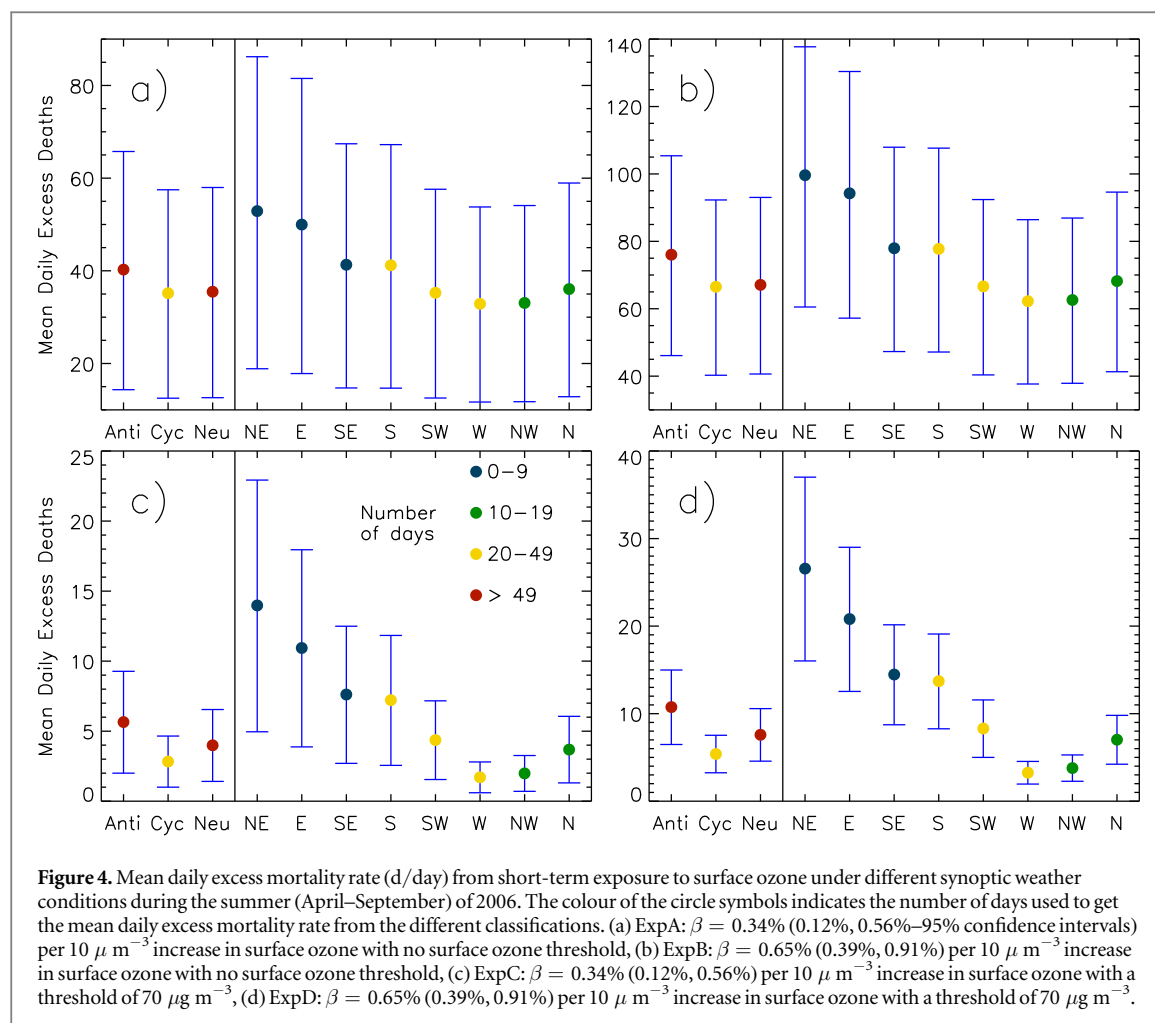 a)
80
60
40
20
Mean Daily Excess Deaths
Anti Cyc Neu NE E SE S SW W NW N
b)
140
120
100
80
60
40
Anti Cyc Neu NE E SE S SW W NW N
c)
25
20
15
10
5
0
Mean Daily Excess Deaths
Number
of days
0–9
10–19
20–49
> 49
Anti Cyc Neu NE E SE S SW W NW N
d)
40
30
20
10
0
Anti Cyc Neu NE E SE S SW W NW N
Figure 4. Mean daily excess mortality rate (d/day) from short-term exposure to surface ozone under different synoptic weather
conditions during the summer (April–September) of 2006. The colour of the circle symbols indicates the number of days used to get
the mean daily excess mortality rate from the different classifications. (a) ExpA: β = 0.34% (0.12%, 0.56%–95% confidence intervals)
per 10 μ m⁻³ increase in surface ozone with no surface ozone threshold, (b) ExpB: β = 0.65% (0.39%, 0.91%) per 10 μ m⁻³ increase
in surface ozone with no surface ozone threshold, (c) ExpC: β = 0.34% (0.12%, 0.56%) per 10 μ m⁻³ increase in surface ozone with a
threshold of 70 μg m⁻³, (d) ExpD: β = 0.65% (0.39%, 0.91%) per 10 μ m⁻³ increase in surface ozone with a threshold of 70 μg m⁻³.